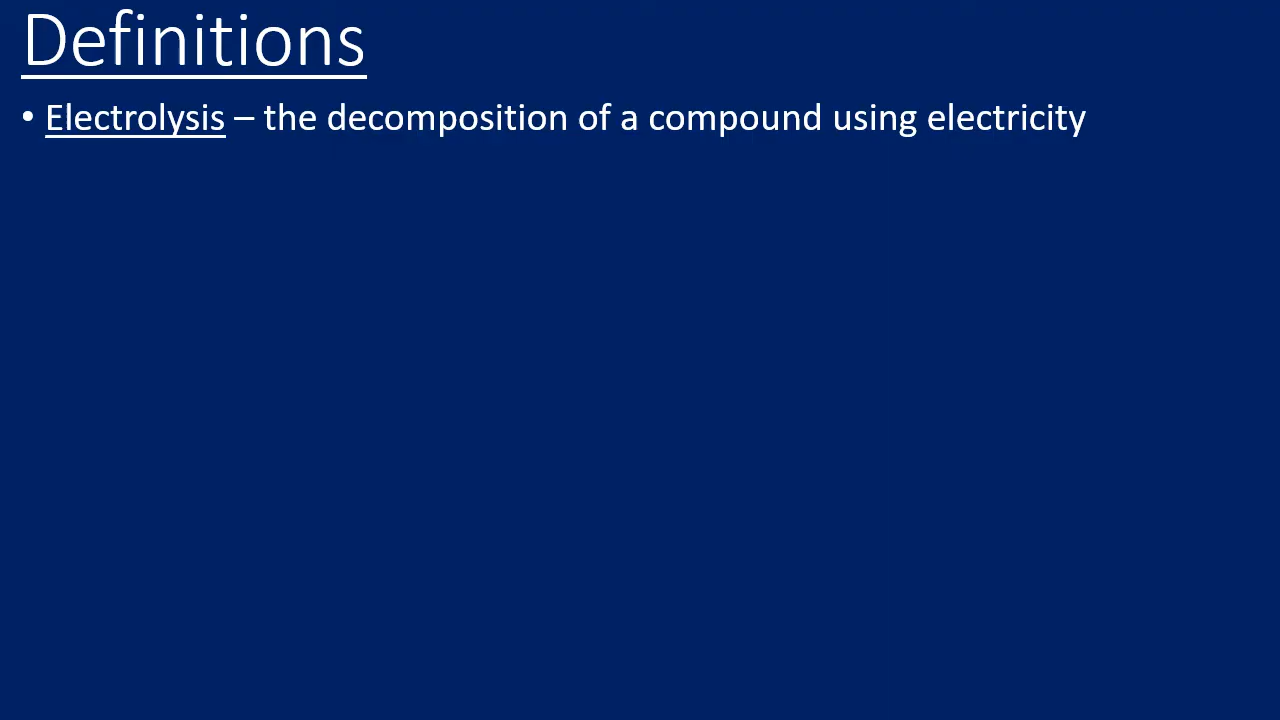 Definitions
• Electrolysis – the decomposition of a compound using electricity